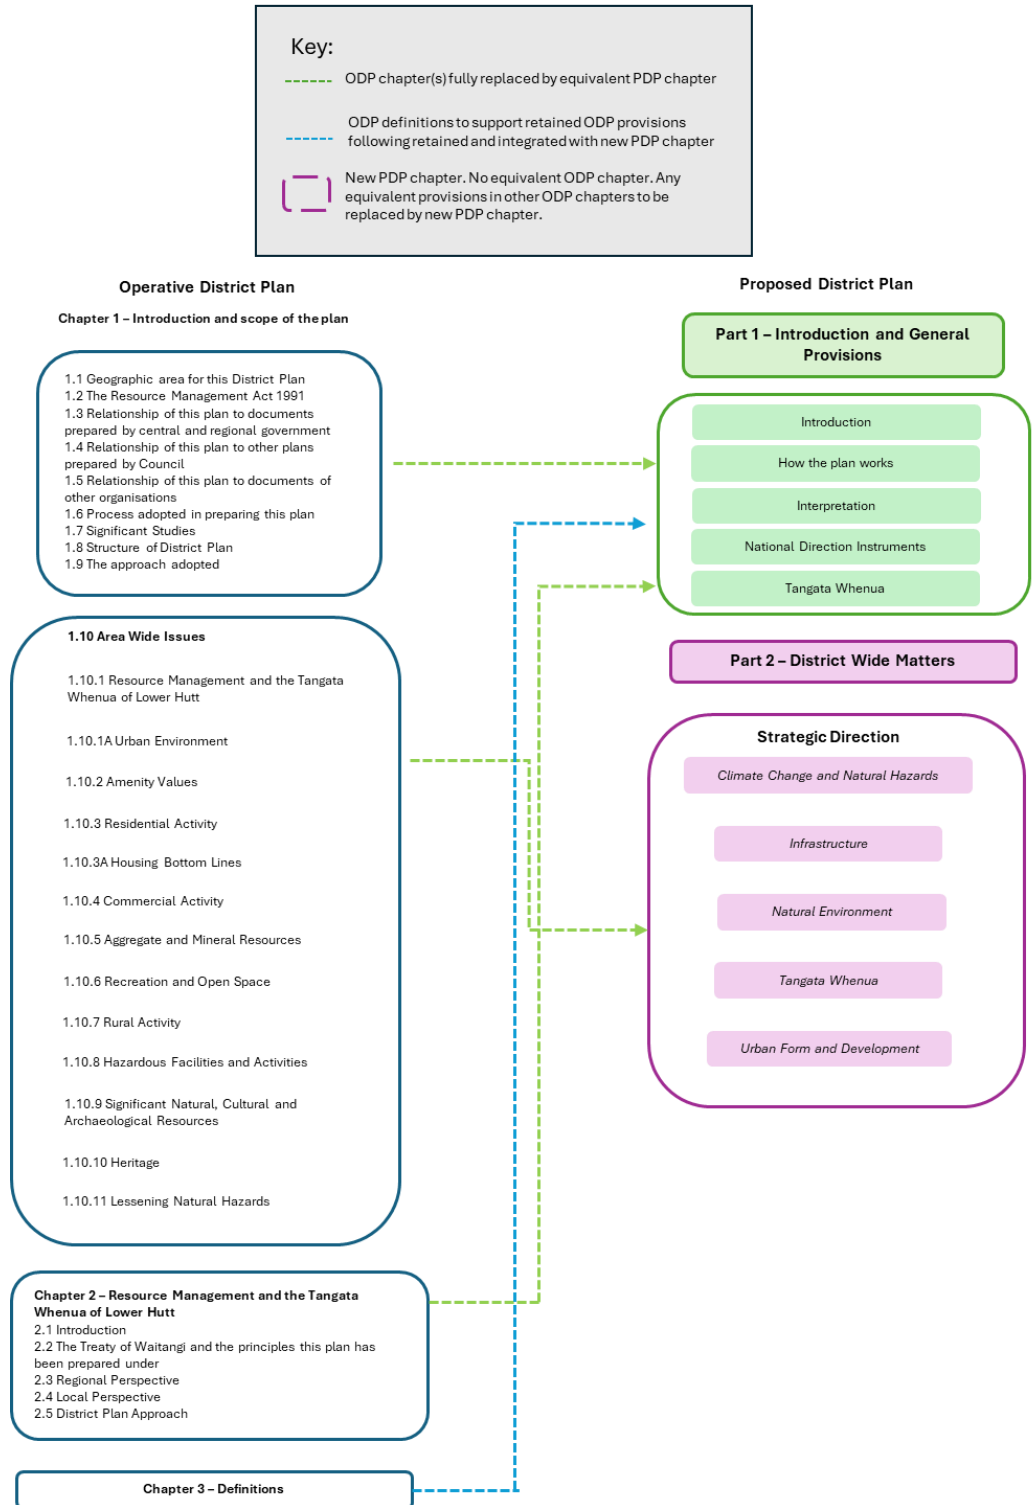 Key:
ODP chapter(s) fully replaced by equivalent PDP chapter
ODP definitions to support retained ODP provisions
following retained and integrated with new PDP chapter
New PDP chapter. No equivalent ODP chapter. Any
equivalent provisions in other ODP chapters to be
replaced by new PDP chapter.
Operative District Plan
Chapter 1 – Introduction and scope of the plan
1.1 Geographic area for this District Plan
1.2 The Resource Management Act 1991
1.3 Relationship of this plan to documents
prepared by central and regional government
1.4 Relationship of this plan to other plans
prepared by Council
1.5 Relationship of this plan to documents of
other organisations
1.6 Process adopted in preparing this plan
1.7 Significant Studies
1.8 Structure of District Plan
1.9 The approach adopted
1.10 Area Wide Issues
1.10.1 Resource Management and the Tangata
Whenua of Lower Hutt
1.10.1A Urban Environment
1.10.2 Amenity Values
1.10.3 Residential Activity
1.10.3A Housing Bottom Lines
1.10.4 Commercial Activity
1.10.5 Aggregate and Mineral Resources
1.10.6 Recreation and Open Space
1.10.7 Rural Activity
1.10.8 Hazardous Facilities and Activities
1.10.9 Significant Natural, Cultural and
Archaeological Resources
1.10.10 Heritage
1.10.11 Lessening Natural Hazards
Chapter 2 – Resource Management and the Tangata
Whenua of Lower Hutt
2.1 Introduction
2.2 The Treaty of Waitangi and the principles this plan has
been prepared under
2.3 Regional Perspective
2.4 Local Perspective
2.5 District Plan Approach
Chapter 3 – Definitions
Proposed District Plan
Part 1 – Introduction and General
Provisions
Introduction
How the plan works
Interpretation
National Direction Instruments
Tangata Whenua
Part 2 – District Wide Matters
Strategic Direction
Climate Change and Natural Hazards
Infrastructure
Natural Environment
Tangata Whenua
Urban Form and Development